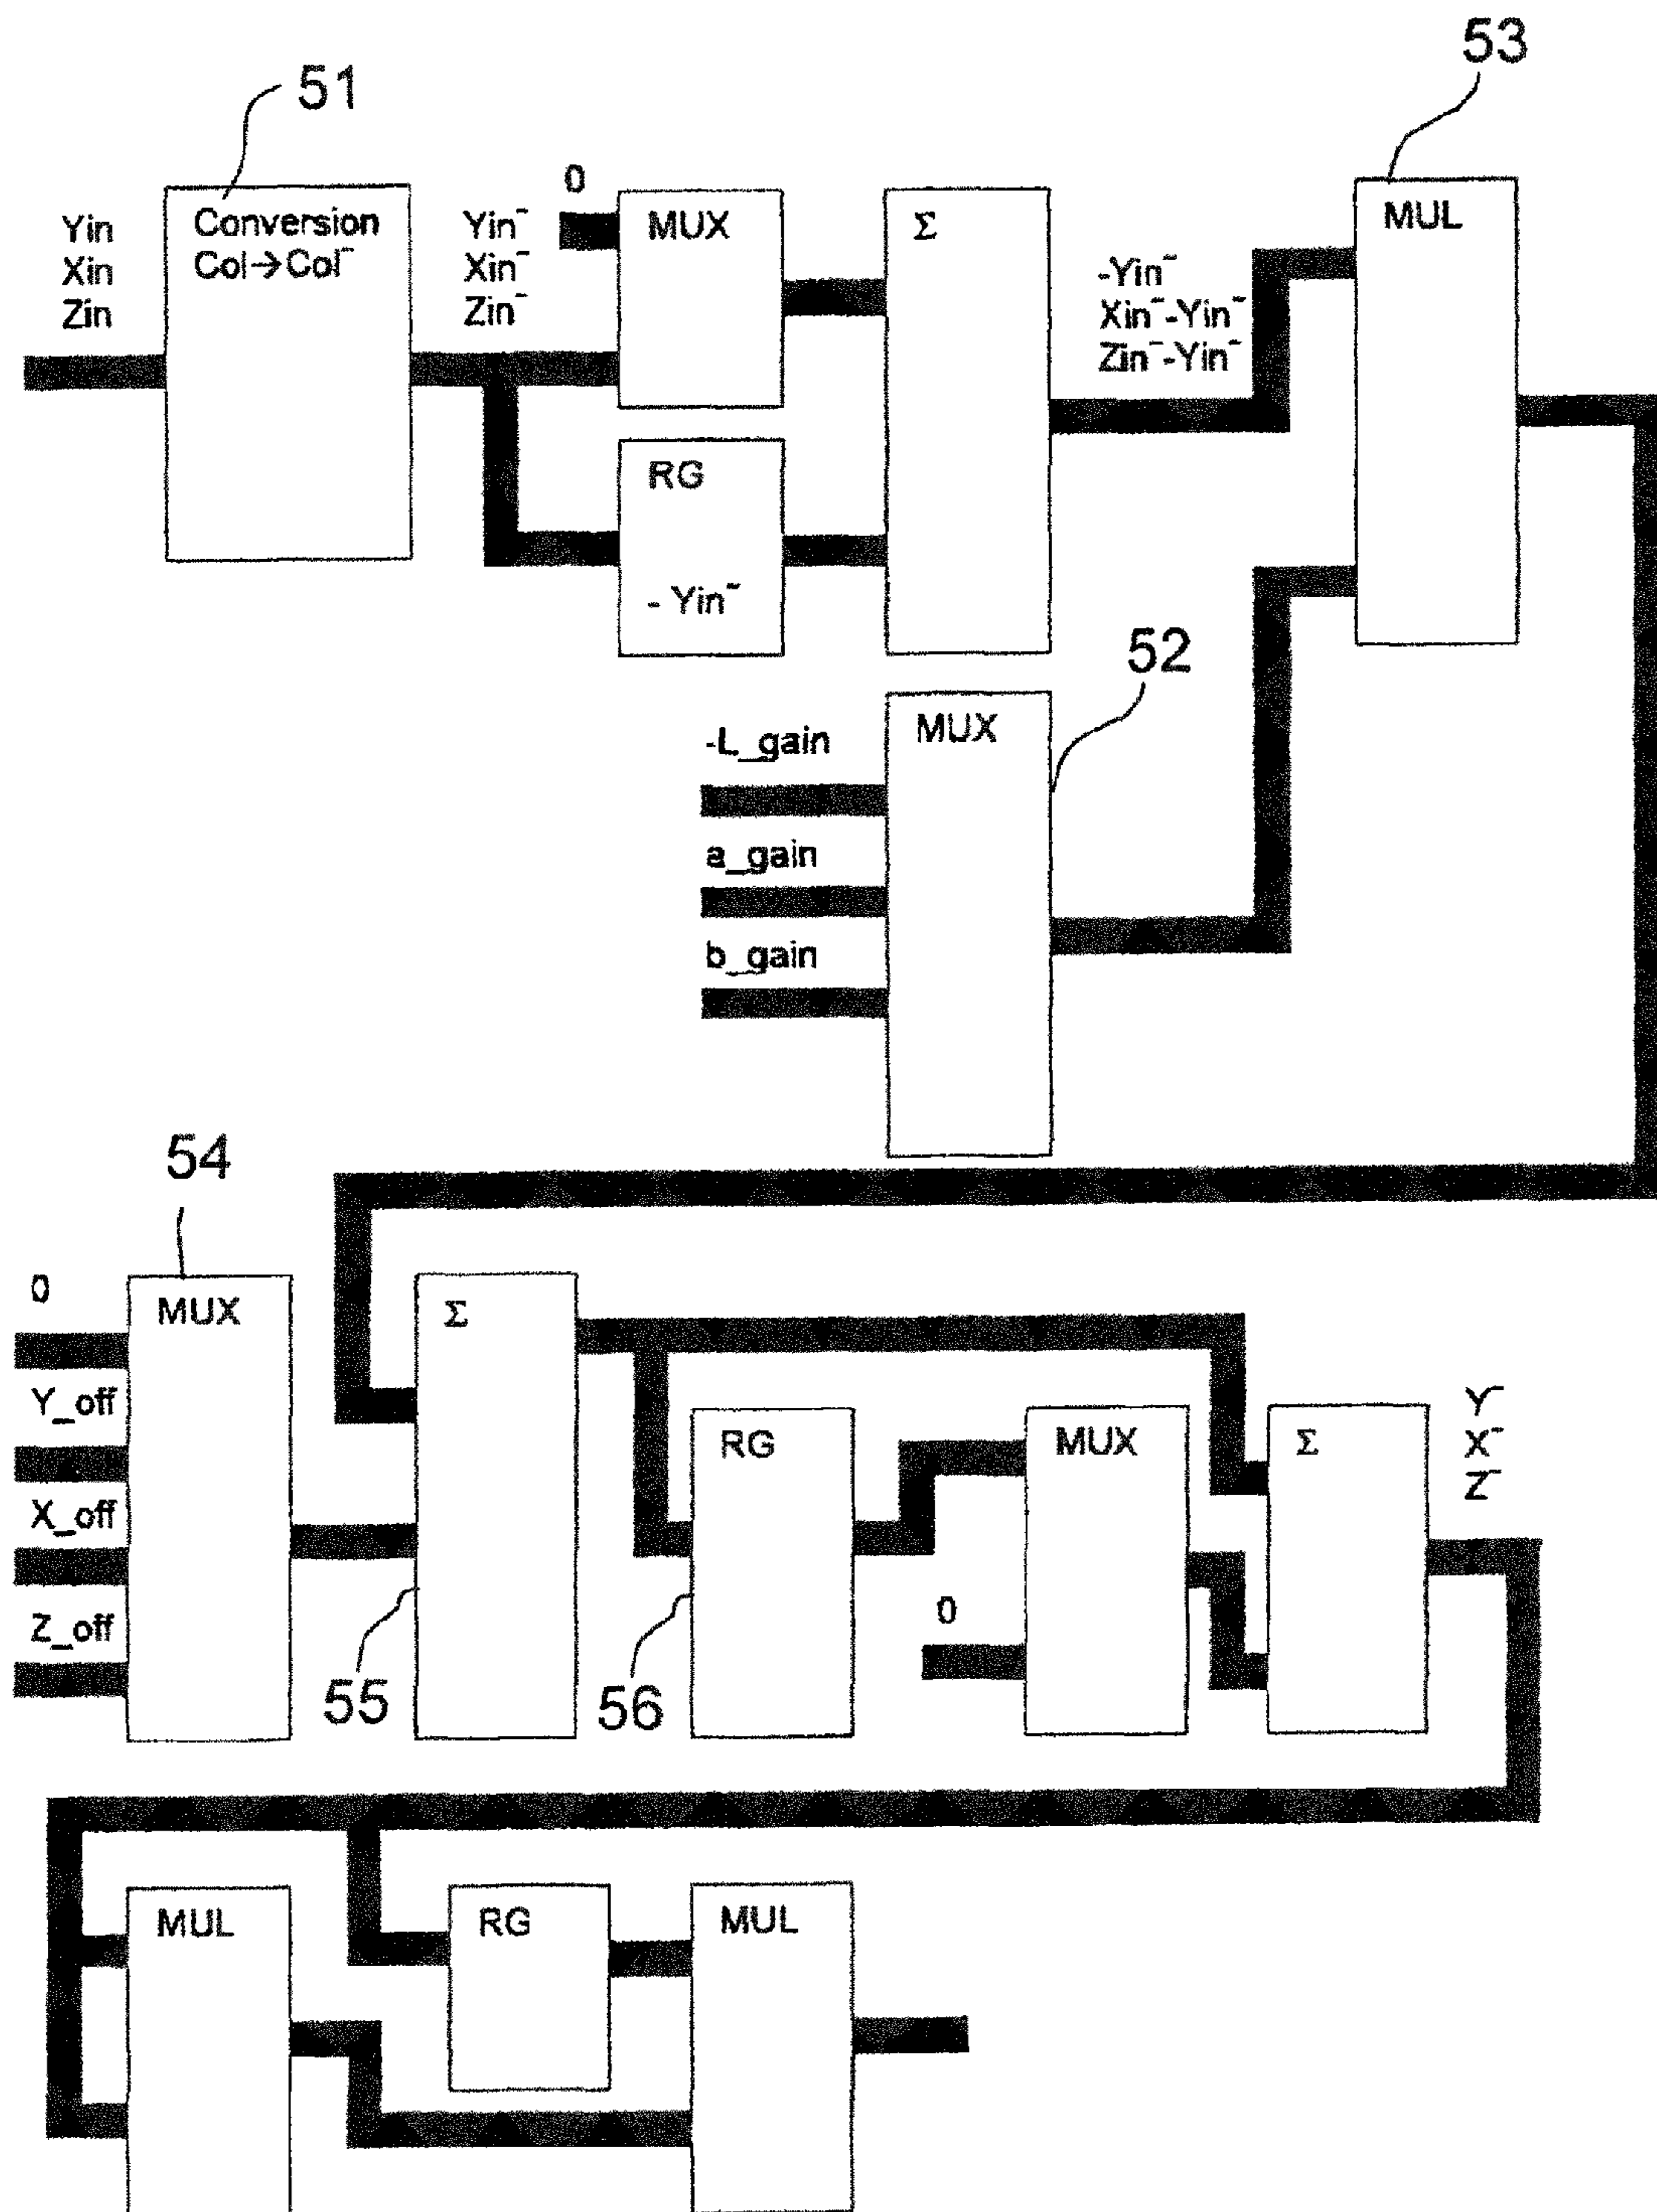 51
53
Yin
Xin
Zin
Conversion
Col→Col~
Yin~
Xin~
Zin~
0
MUX
Σ
-Yin~
Xin~-Yin~
Zin~-Yin~
MUL
RG
- Yin~
52
MUX
-L_gain
a_gain
b_gain
54
0
Y_off
X_off
Z_off
MUX
Σ
55
RG
56
MUX
0
Σ
Y~
X~
Z~
MUL
RG
MUL